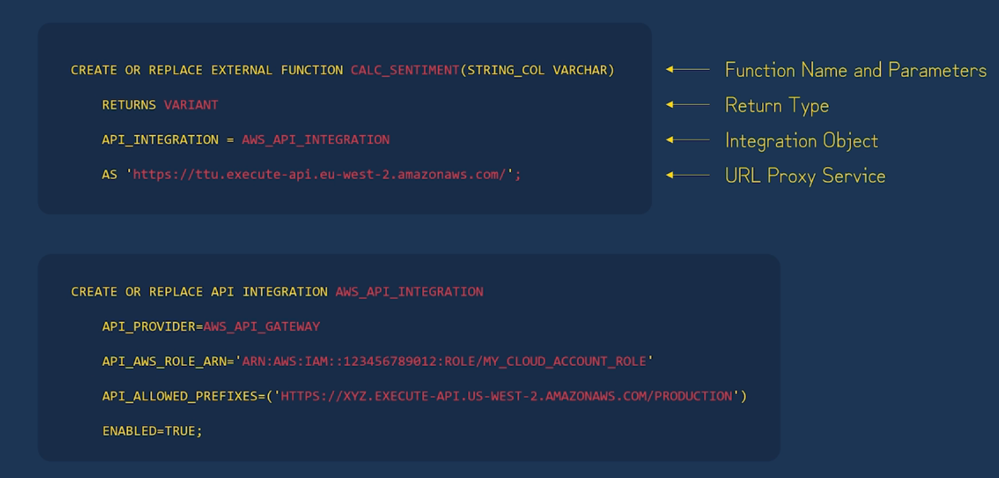 CREATE OR REPLACE EXTERNAL FUNCTION CALC_SENTIMENT(STRING_COL VARCHAR)
Function Name and Parameters
RETURNS VARIANT
Return Type
API_INTEGRATION = AWS_API_INTEGRATION
Integration Object
AS 'https://ttu.execute-api.eu-west-2.amazonaws.com/';
URL Proxy Service
CREATE OR REPLACE API INTEGRATION AWS_API_INTEGRATION
API_PROVIDER=AWS_API_GATEWAY
API_AWS_ROLE_ARN='ARN:AWS:IAM::123456789012:ROLE/MY_CLOUD_ACCOUNT_ROLE'
API_ALLOWED_PREFIXES=('HTTPS://XYZ.EXECUTE-API.US-WEST-2.AMAZONAWS.COM/PRODUCTION')
ENABLED=TRUE;